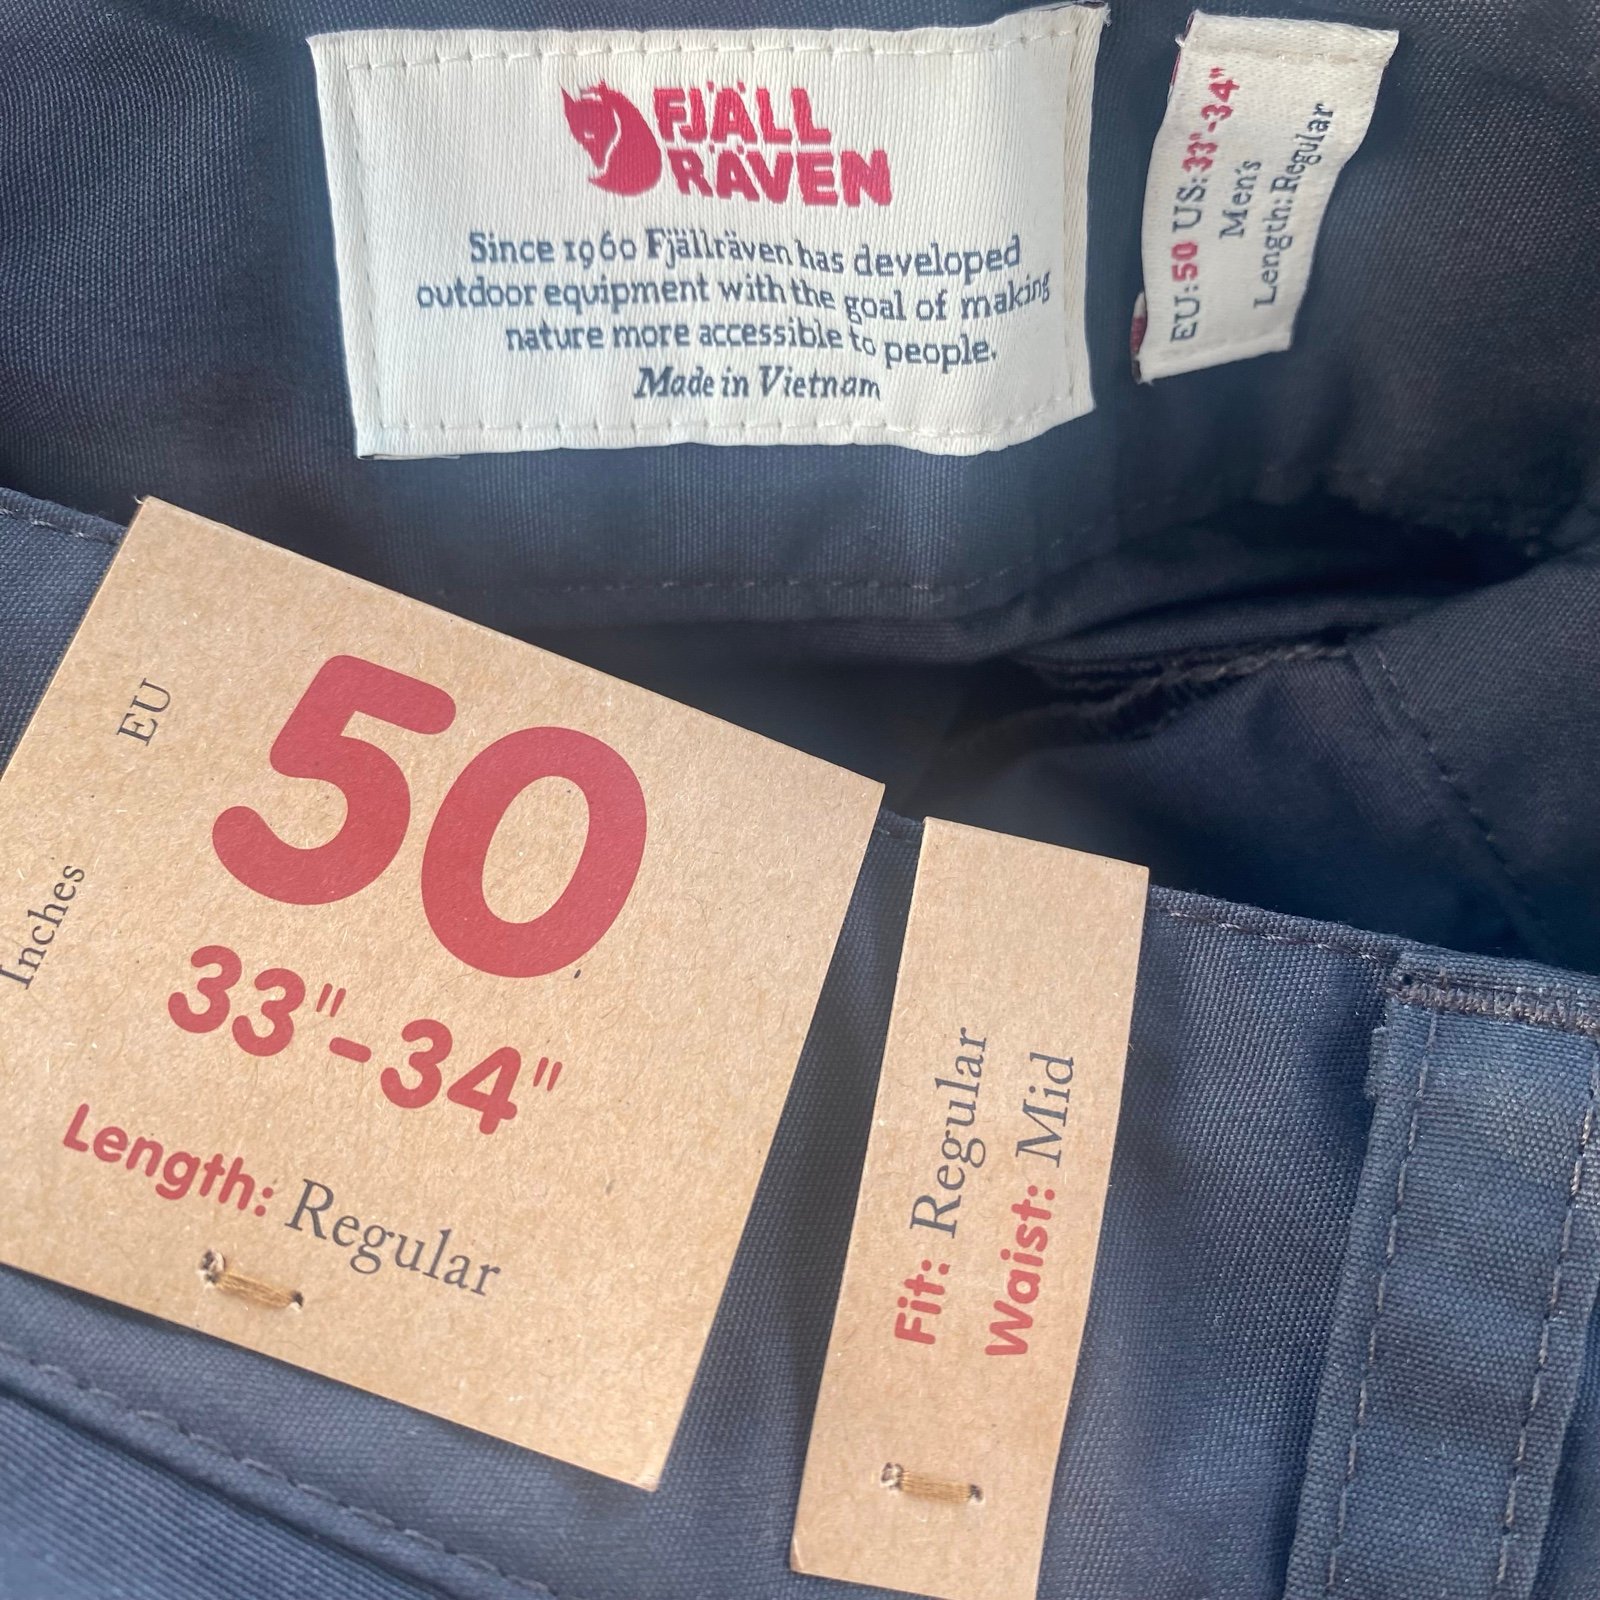 FJÄLL
RÄVEN
Since 1960 Fjällräven has developed
outdoor equipment with the goal of making
nature more accessible to people.
Made in Vietnam
EU:50 US:33"-34"
Men's
Length:Regular
EU
50
Inches
33"-34"
Length: Regular
Fit: Regular
Waist: Mid